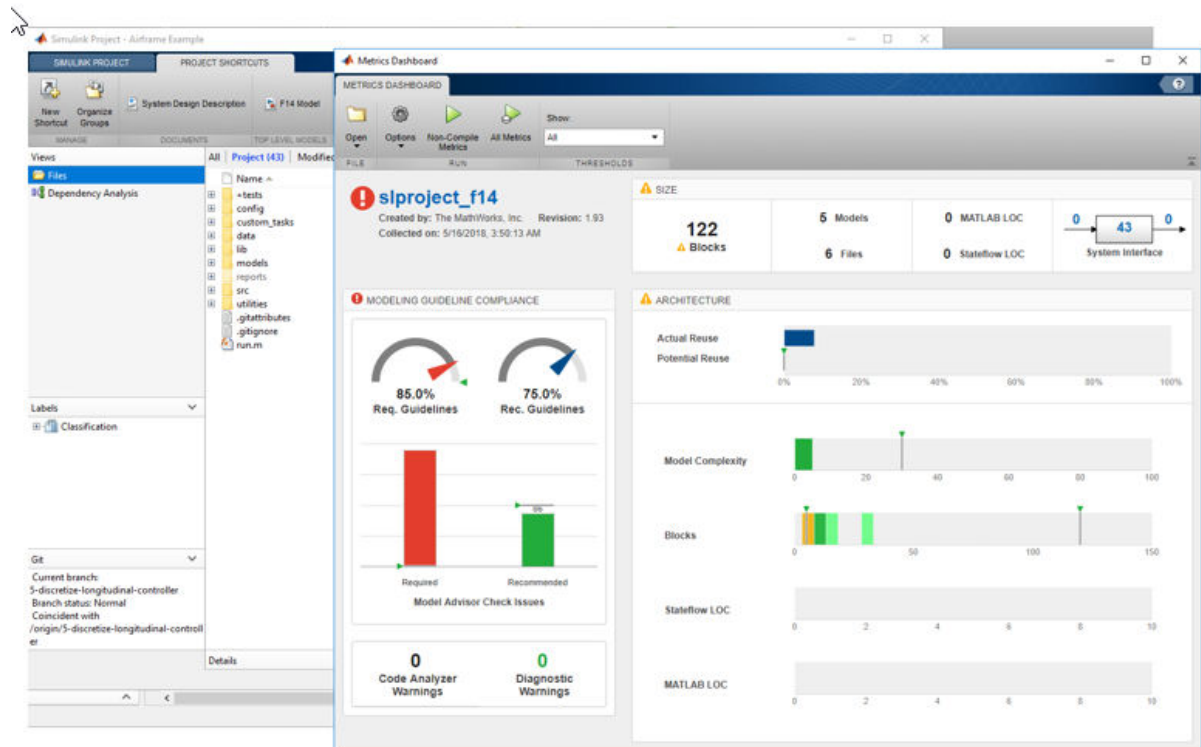 Simulink Project - Airframe Example
SIMULINK PROJECT
PROJECT SHORTCUTS
New Shortcut
Organize Groups
System Design Description
F14 Model
MANAGE
DOCUMENTS
TOP LEVEL MODELS
Views
Files
Dependency Analysis
All
Project (43)
Modified
Name
+tests
config
custom_tasks
data
lib
models
reports
src
utilities
.gitattributes
.gitignore
run.m
Labels
Classification
Git
Current branch:
5-discretize-longitudinal-controller
Branch status: Normal
Coincident with
/origin/5-discretize-longitudinal-controll
er
Details
Metrics Dashboard
METRICS DASHBOARD
?
Open
Options
Non-Compile Metrics
All Metrics
Show:
All
FILE
RUN
THRESHOLDS
slproject_f14
Created by: The MathWorks, Inc. Revision: 1.93
Collected on: 5/16/2018, 3:50:13 AM
SIZE
122
Blocks
5 Models
6 Files
0 MATLAB LOC
0 Stateflow LOC
0 43 0
System Interface
MODELING GUIDELINE COMPLIANCE
85.0%
Req. Guidelines
75.0%
Rec. Guidelines
Required
Recommended
Model Advisor Check Issues
0
Code Analyzer
Warnings
0
Diagnostic
Warnings
ARCHITECTURE
Actual Reuse
Potential Reuse
0% 20% 40% 60% 80% 100%
Model Complexity
0 20 40 60 80 100
Blocks
0 50 100 150
Stateflow LOC
0 2 4 6 8 10
MATLAB LOC
0 2 4 6 8 10